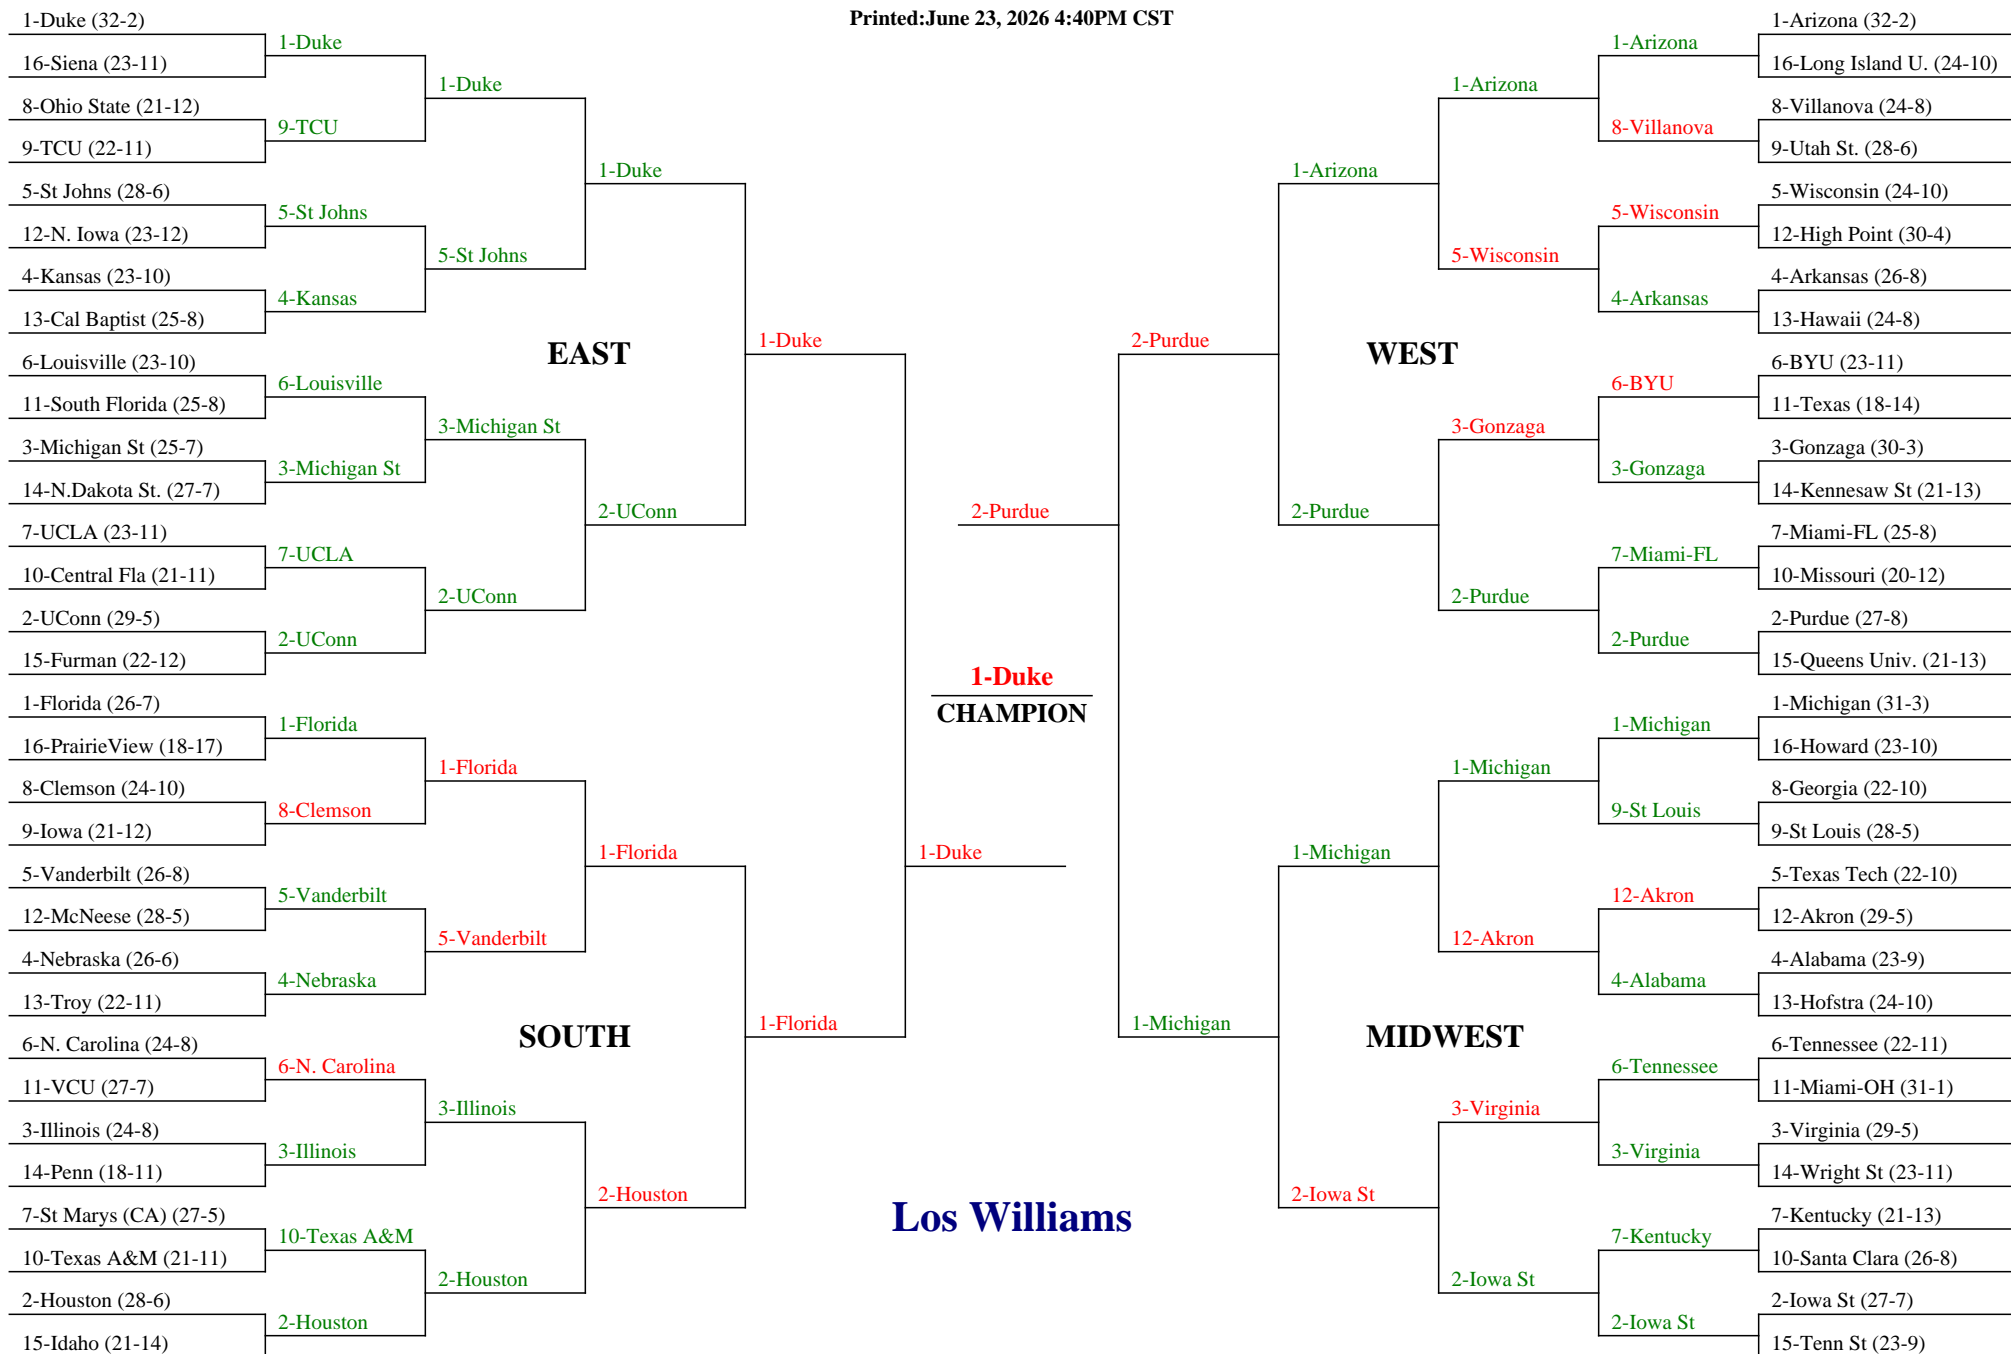 Printed:June 23, 2026 4:40PM CST
1-Duke (32-2)
16-Siena (23-11)
8-Ohio State (21-12)
9-TCU (22-11)
5-St Johns (28-6)
12-N. Iowa (23-12)
4-Kansas (23-10)
13-Cal Baptist (25-8)
6-Louisville (23-10)
11-South Florida (25-8)
3-Michigan St (25-7)
14-N.Dakota St. (27-7)
7-UCLA (23-11)
10-Central Fla (21-11)
2-UConn (29-5)
15-Furman (22-12)
1-Florida (26-7)
16-PrairieView (18-17)
8-Clemson (24-10)
9-Iowa (21-12)
5-Vanderbilt (26-8)
12-McNeese (28-5)
4-Nebraska (26-6)
13-Troy (22-11)
6-N. Carolina (24-8)
11-VCU (27-7)
3-Illinois (24-8)
14-Penn (18-11)
7-St Marys (CA) (27-5)
10-Texas A&M (21-11)
2-Houston (28-6)
15-Idaho (21-14)
1-Duke
9-TCU
5-St Johns
4-Kansas
6-Louisville
3-Michigan St
7-UCLA
2-UConn
1-Florida
8-Clemson
5-Vanderbilt
4-Nebraska
6-N. Carolina
3-Illinois
10-Texas A&M
2-Houston
1-Duke
5-St Johns
3-Michigan St
2-UConn
1-Florida
5-Vanderbilt
3-Illinois
2-Houston
EAST
SOUTH
1-Duke
2-UConn
1-Florida
2-Houston
1-Duke
1-Florida
1-Duke
2-Purdue
1-Duke
CHAMPION
Los Williams
2-Purdue
1-Michigan
1-Arizona
2-Purdue
1-Michigan
2-Iowa St
WEST
MIDWEST
1-Arizona
5-Wisconsin
3-Gonzaga
2-Purdue
1-Michigan
12-Akron
3-Virginia
2-Iowa St
1-Arizona
8-Villanova
5-Wisconsin
4-Arkansas
6-BYU
3-Gonzaga
7-Miami-FL
2-Purdue
1-Michigan
9-St Louis
12-Akron
4-Alabama
6-Tennessee
3-Virginia
7-Kentucky
2-Iowa St
1-Arizona (32-2)
16-Long Island U. (24-10)
8-Villanova (24-8)
9-Utah St. (28-6)
5-Wisconsin (24-10)
12-High Point (30-4)
4-Arkansas (26-8)
13-Hawaii (24-8)
6-BYU (23-11)
11-Texas (18-14)
3-Gonzaga (30-3)
14-Kennesaw St (21-13)
7-Miami-FL (25-8)
10-Missouri (20-12)
2-Purdue (27-8)
15-Queens Univ. (21-13)
1-Michigan (31-3)
16-Howard (23-10)
8-Georgia (22-10)
9-St Louis (28-5)
5-Texas Tech (22-10)
12-Akron (29-5)
4-Alabama (23-9)
13-Hofstra (24-10)
6-Tennessee (22-11)
11-Miami-OH (31-1)
3-Virginia (29-5)
14-Wright St (23-11)
7-Kentucky (21-13)
10-Santa Clara (26-8)
2-Iowa St (27-7)
15-Tenn St (23-9)